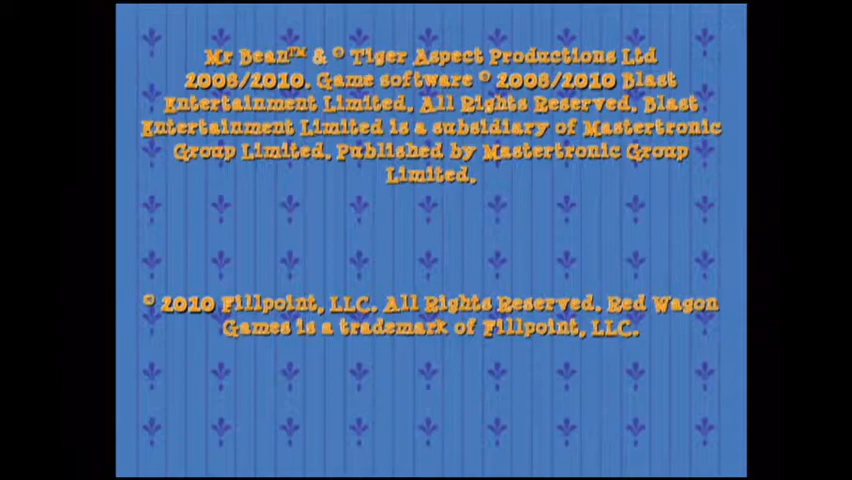 Mr Bean™ & © Tiger Aspect Productions Ltd
2008/2010. Game software © 2008/2010 Blast
Entertainment Limited. All Rights Reserved. Blast
Entertainment Limited is a subsidiary of Mastertronic
Group Limited. Published by Mastertronic Group
Limited.
© 2010 Fillpoint, LLC. All Rights Reserved. Red Wagon
Games is a trademark of Fillpoint, LLC.